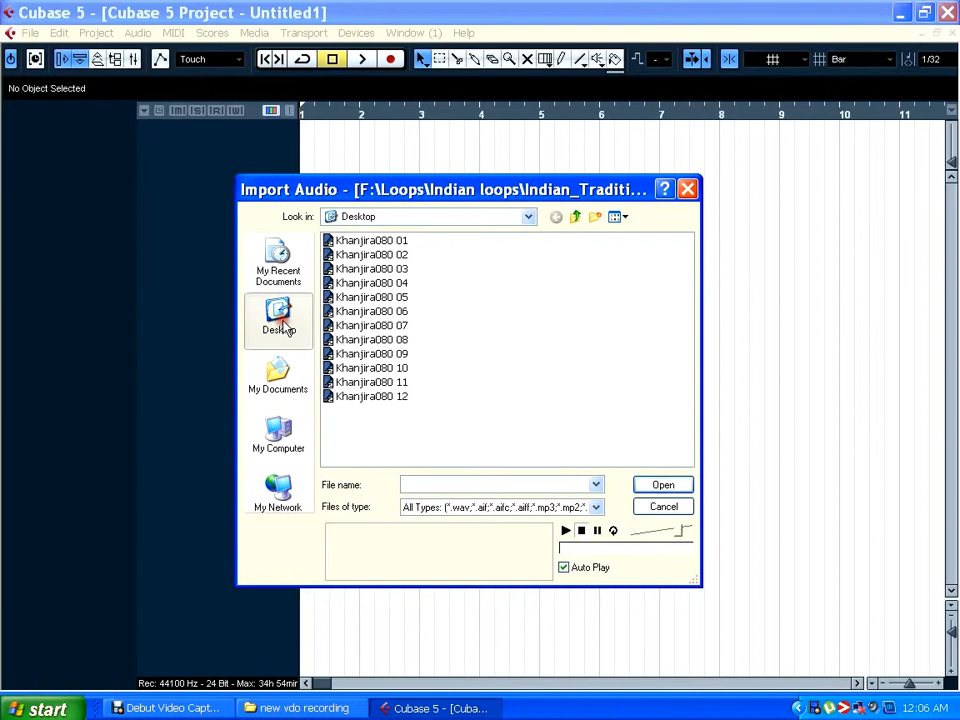 Cubase 5 - [Cubase 5 Project - Untitled1]
File Edit Project Audio MIDI Scores Media Transport Devices Window (1) Help
Touch - Bar 1/32
No Object Selected
1 2 3 4 5 6 7 8 9 10 11
Import Audio - [F:\Loops\Indian loops\Indian_Traditi...
Look in: Desktop
My Recent Documents
Desktop
My Documents
My Computer
My Network
Khanjira080 01
Khanjira080 02
Khanjira080 03
Khanjira080 04
Khanjira080 05
Khanjira080 06
Khanjira080 07
Khanjira080 08
Khanjira080 09
Khanjira080 10
Khanjira080 11
Khanjira080 12
File name: Open
Files of type: All Types: (*.wav;*.aif;*.aifc;*.aiff;*.mp3;*.mp2;*. Cancel
Auto Play
Rec: 44100 Hz - 24 Bit - Max: 34h 54min
start Debut Video Capt... new vdo recording Cubase 5 - [Cuba... 12:06 AM